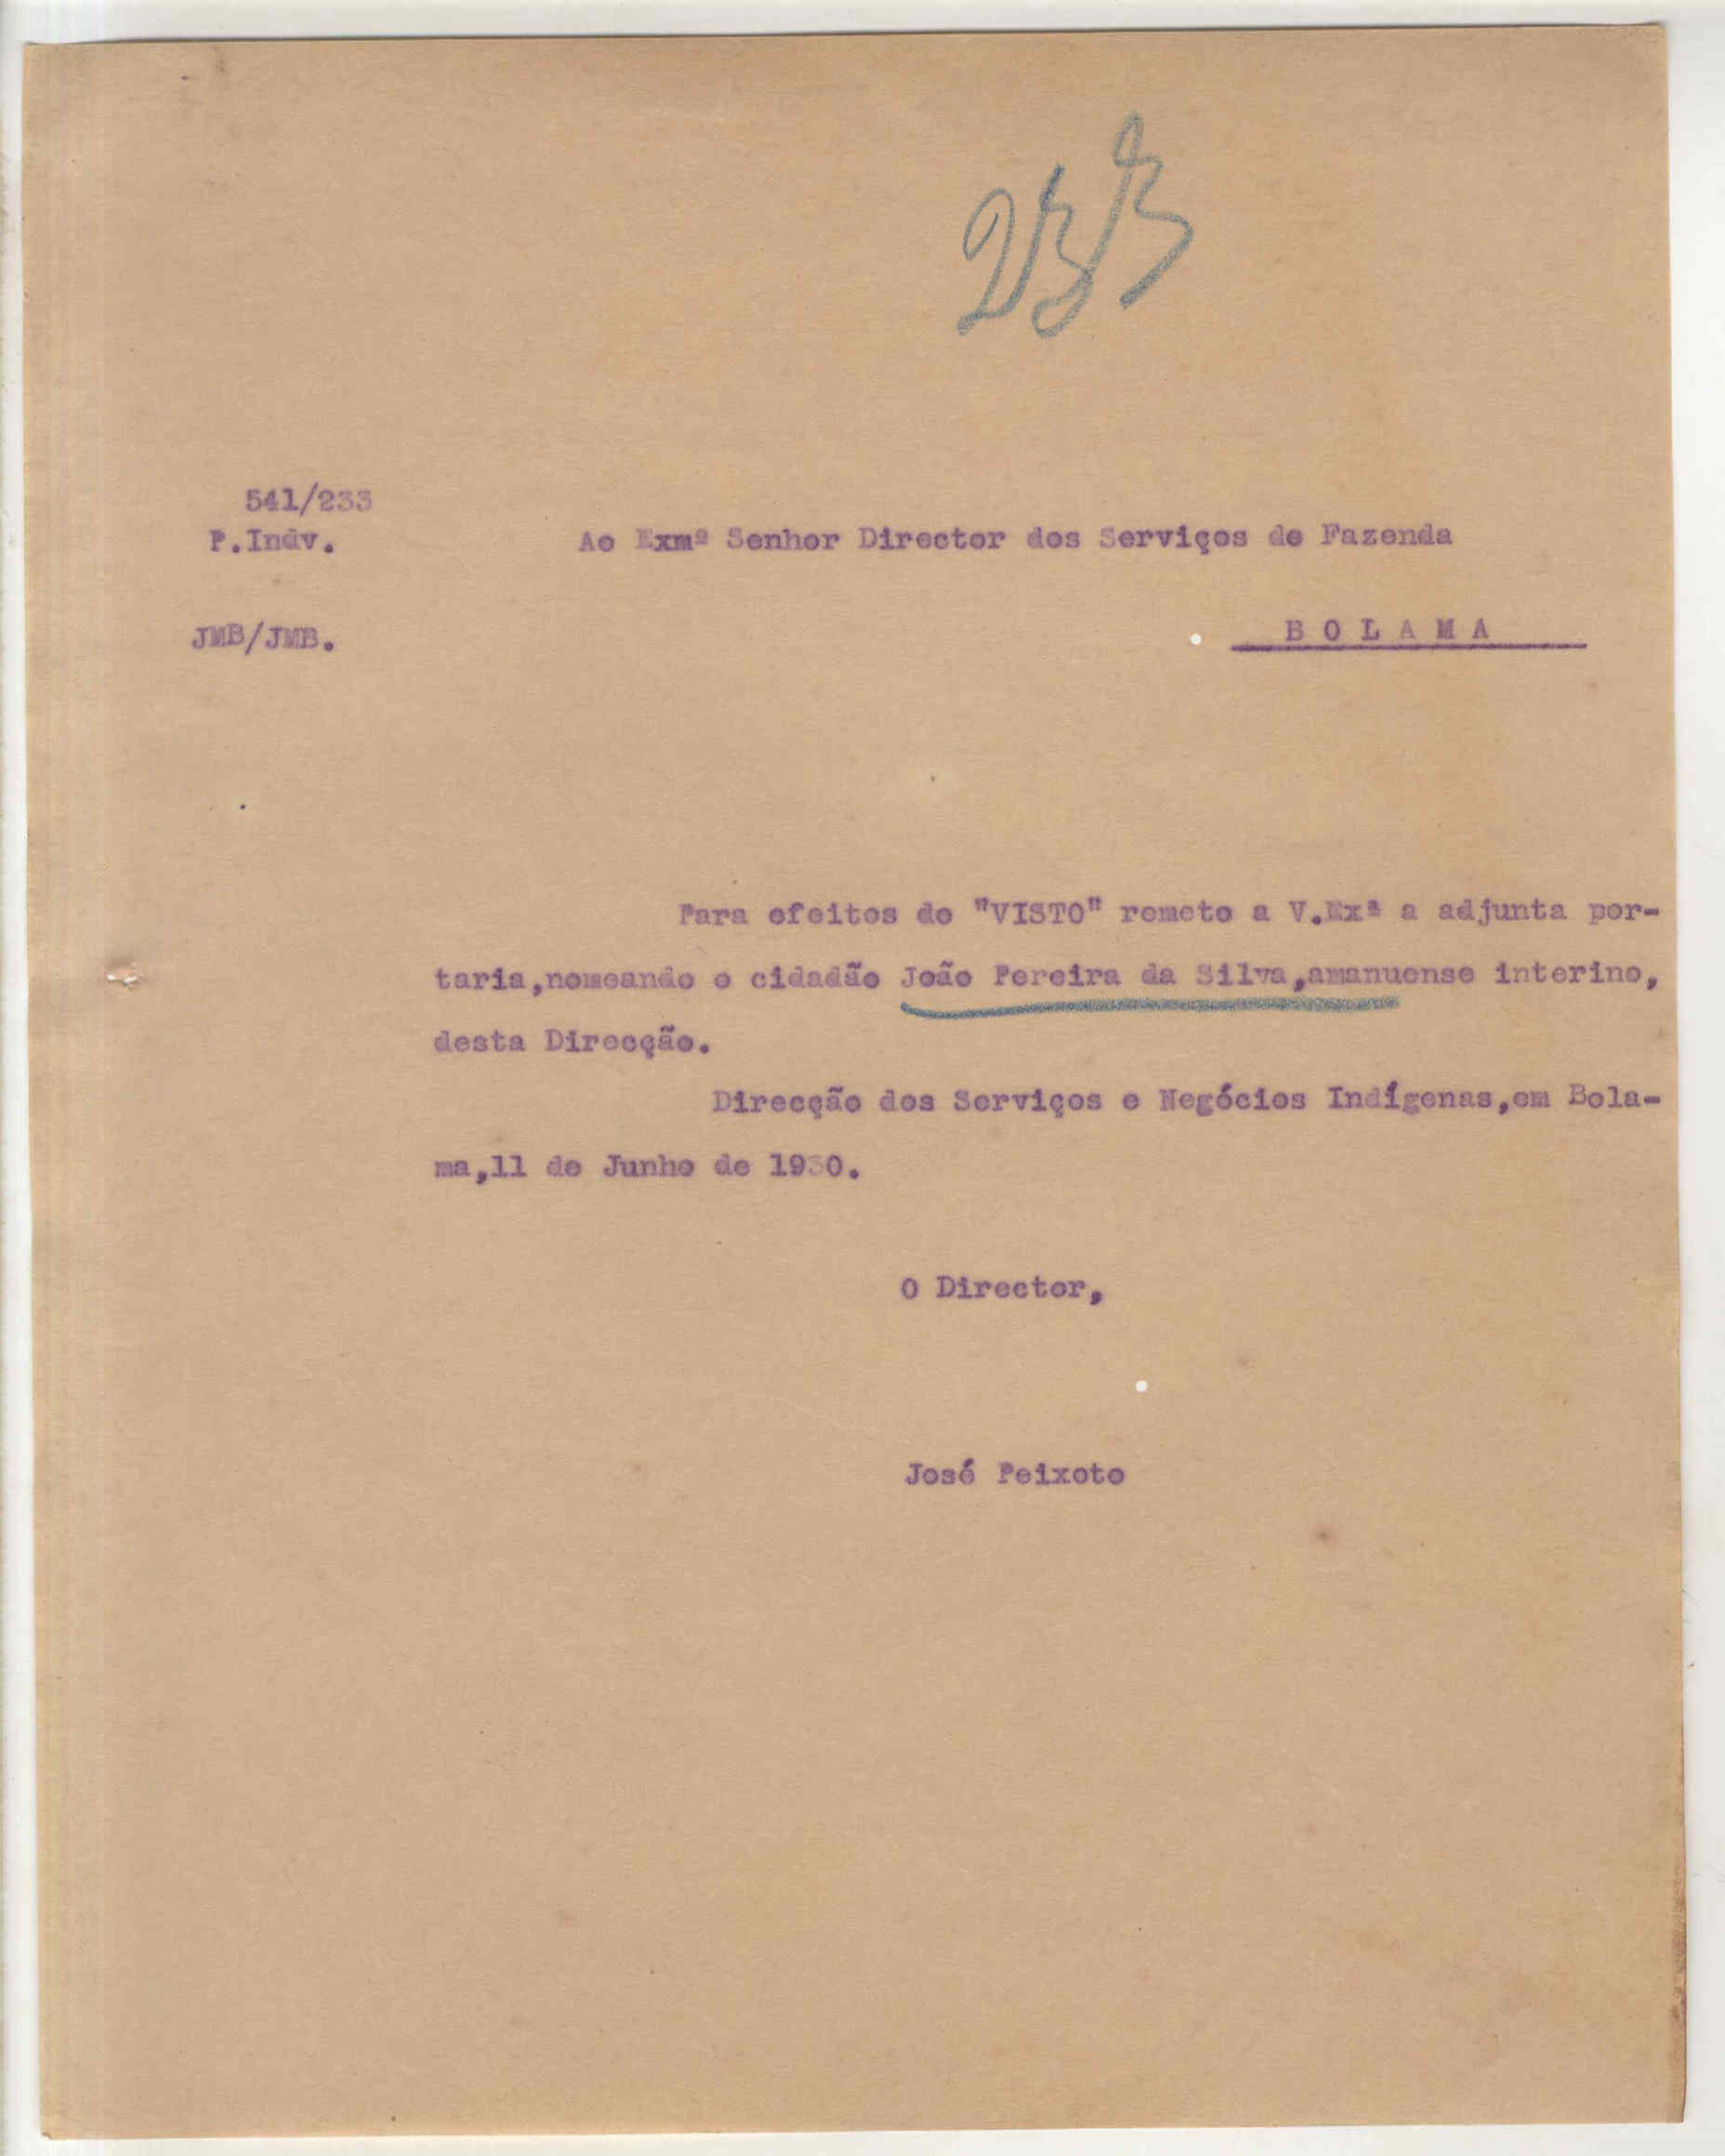 233
541/233
P.Indv.
Ao Exmº Senhor Director dos Serviços de Fazenda
JMB/JMB.
BOLAMA
Para efeitos do "VISTO" remeto a V.Exª a adjunta por-
taria,nomeando o cidadão João Pereira da Silva,amanuense interino,
desta Direcção.
Direcção dos Serviços e Negócios Indígenas,em Bola-
ma,11 de Junho de 1930.
O Director,
José Peixoto